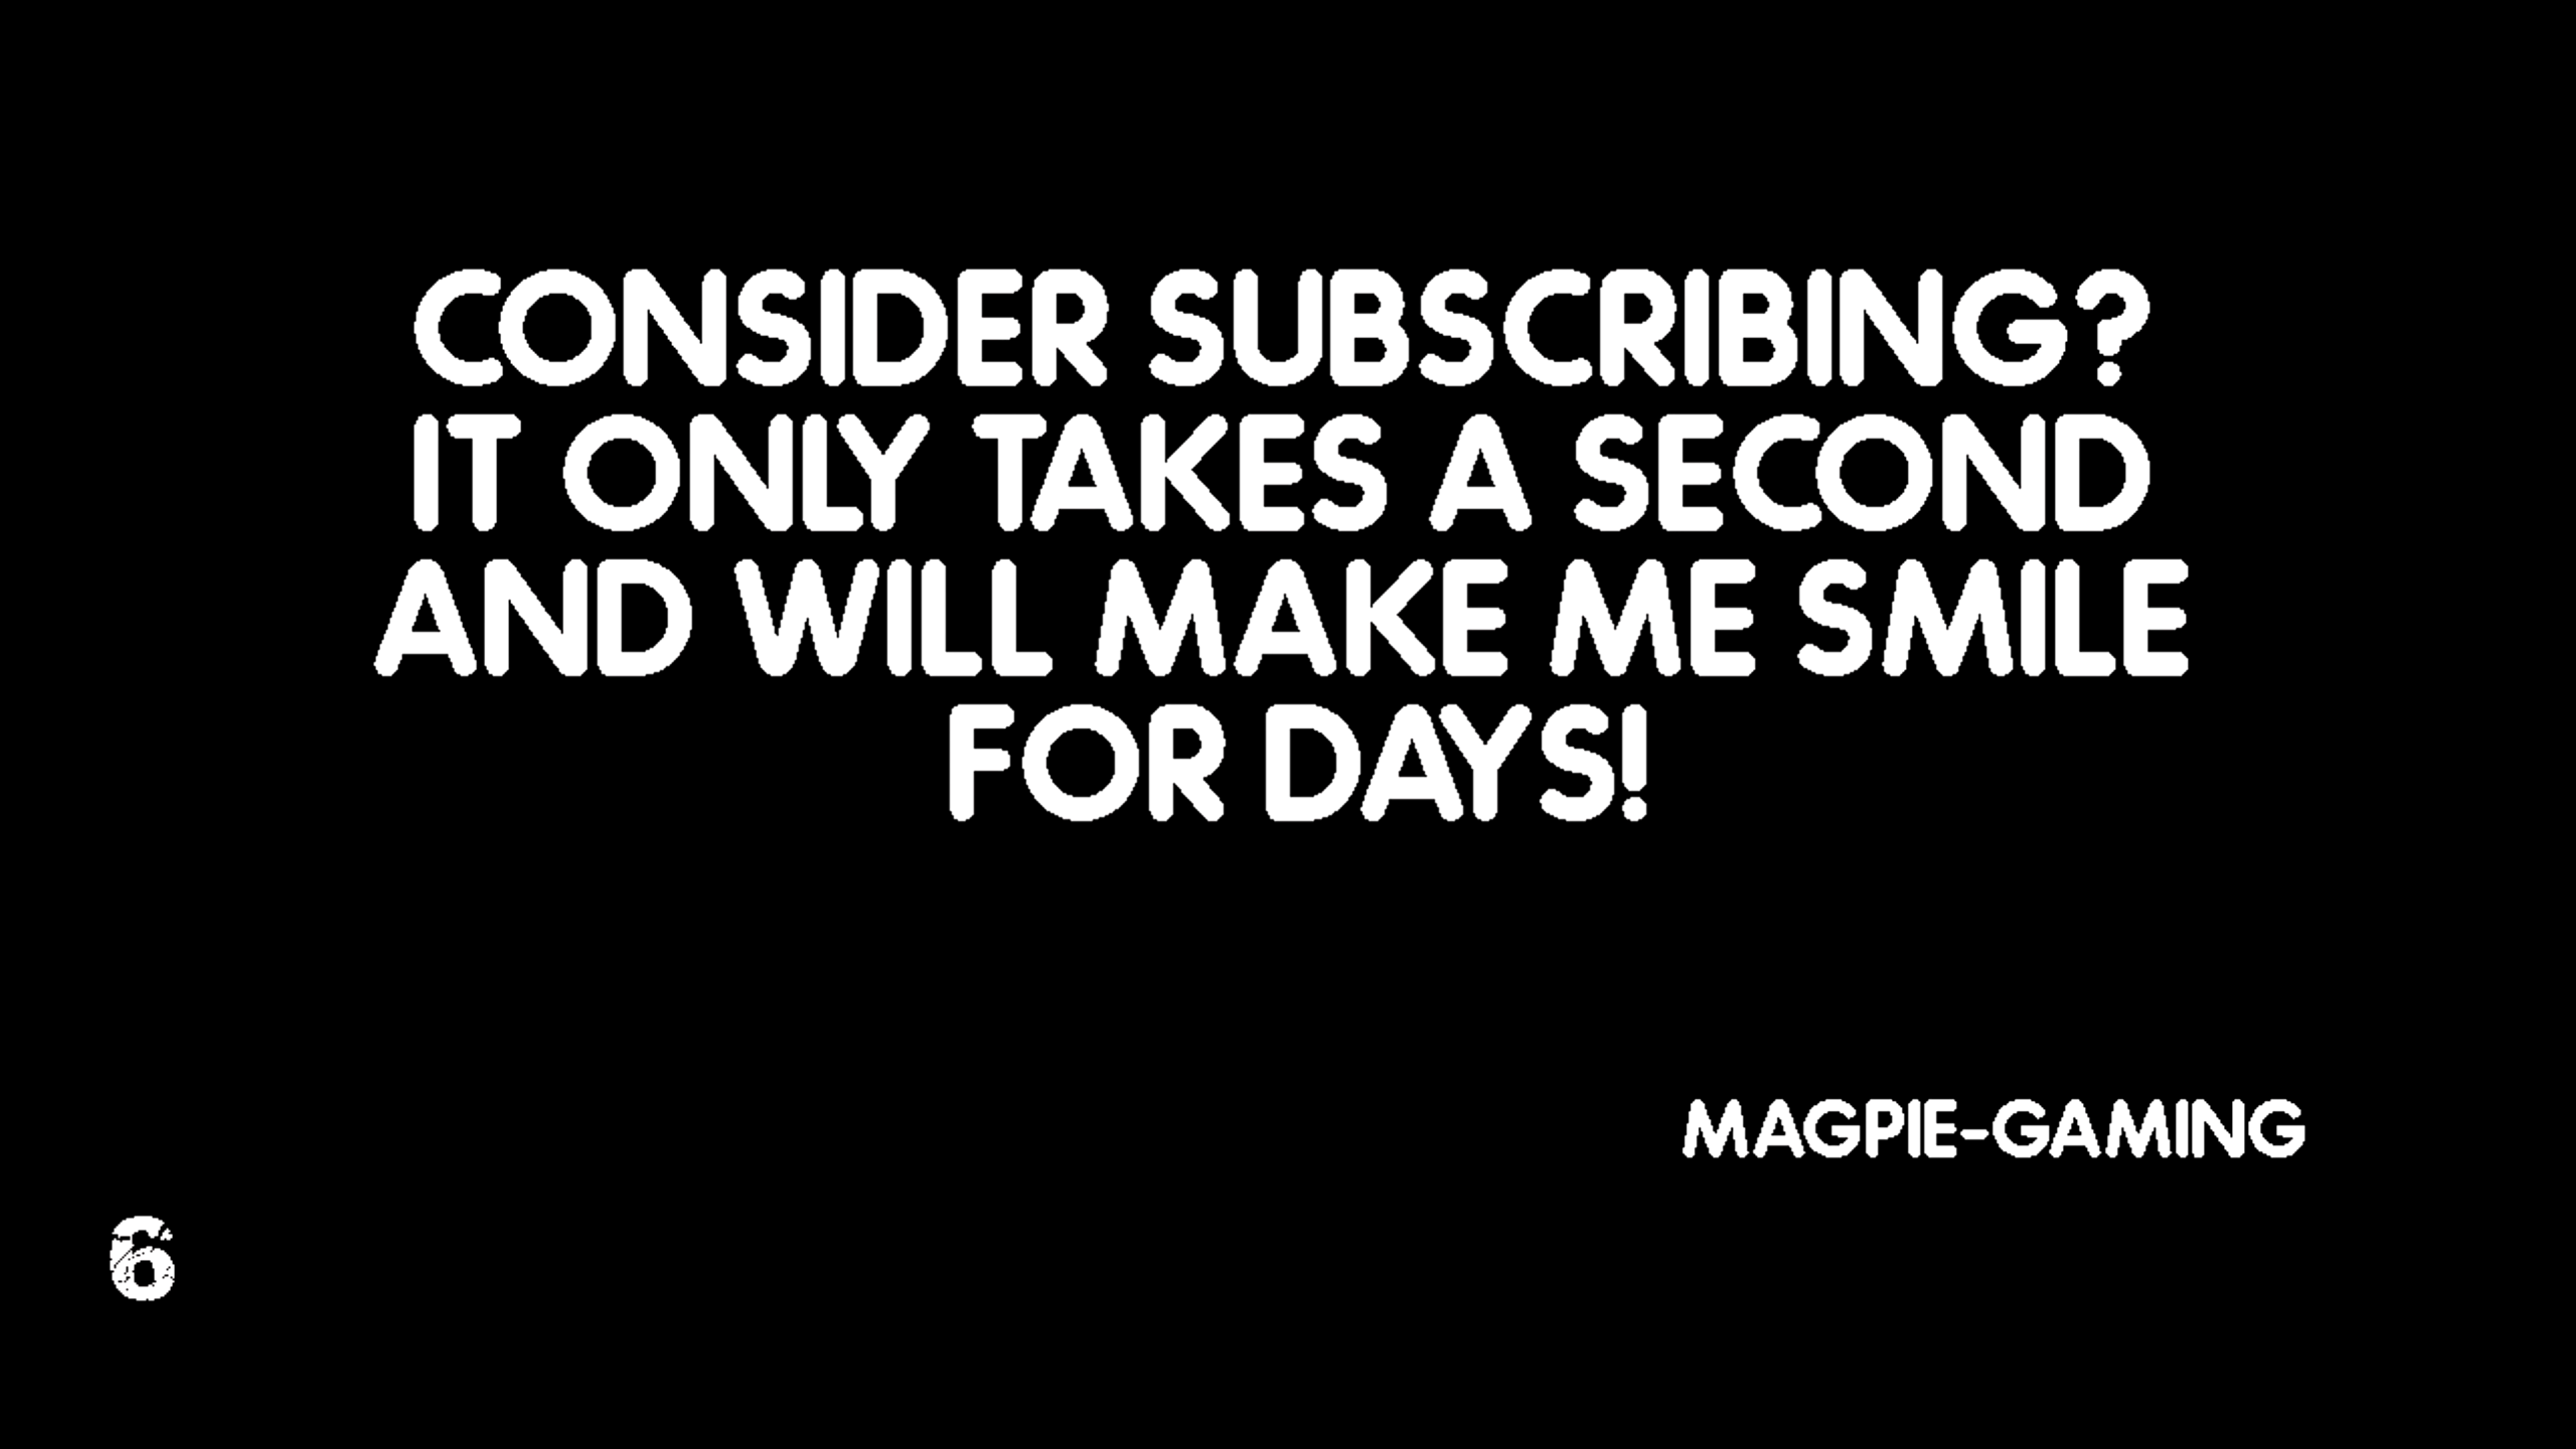 CONSIDER SUBSCRIBING?
IT ONLY TAKES A SECOND
AND WILL MAKE ME SMILE
FOR DAYS!
MAGPIE-GAMING
6